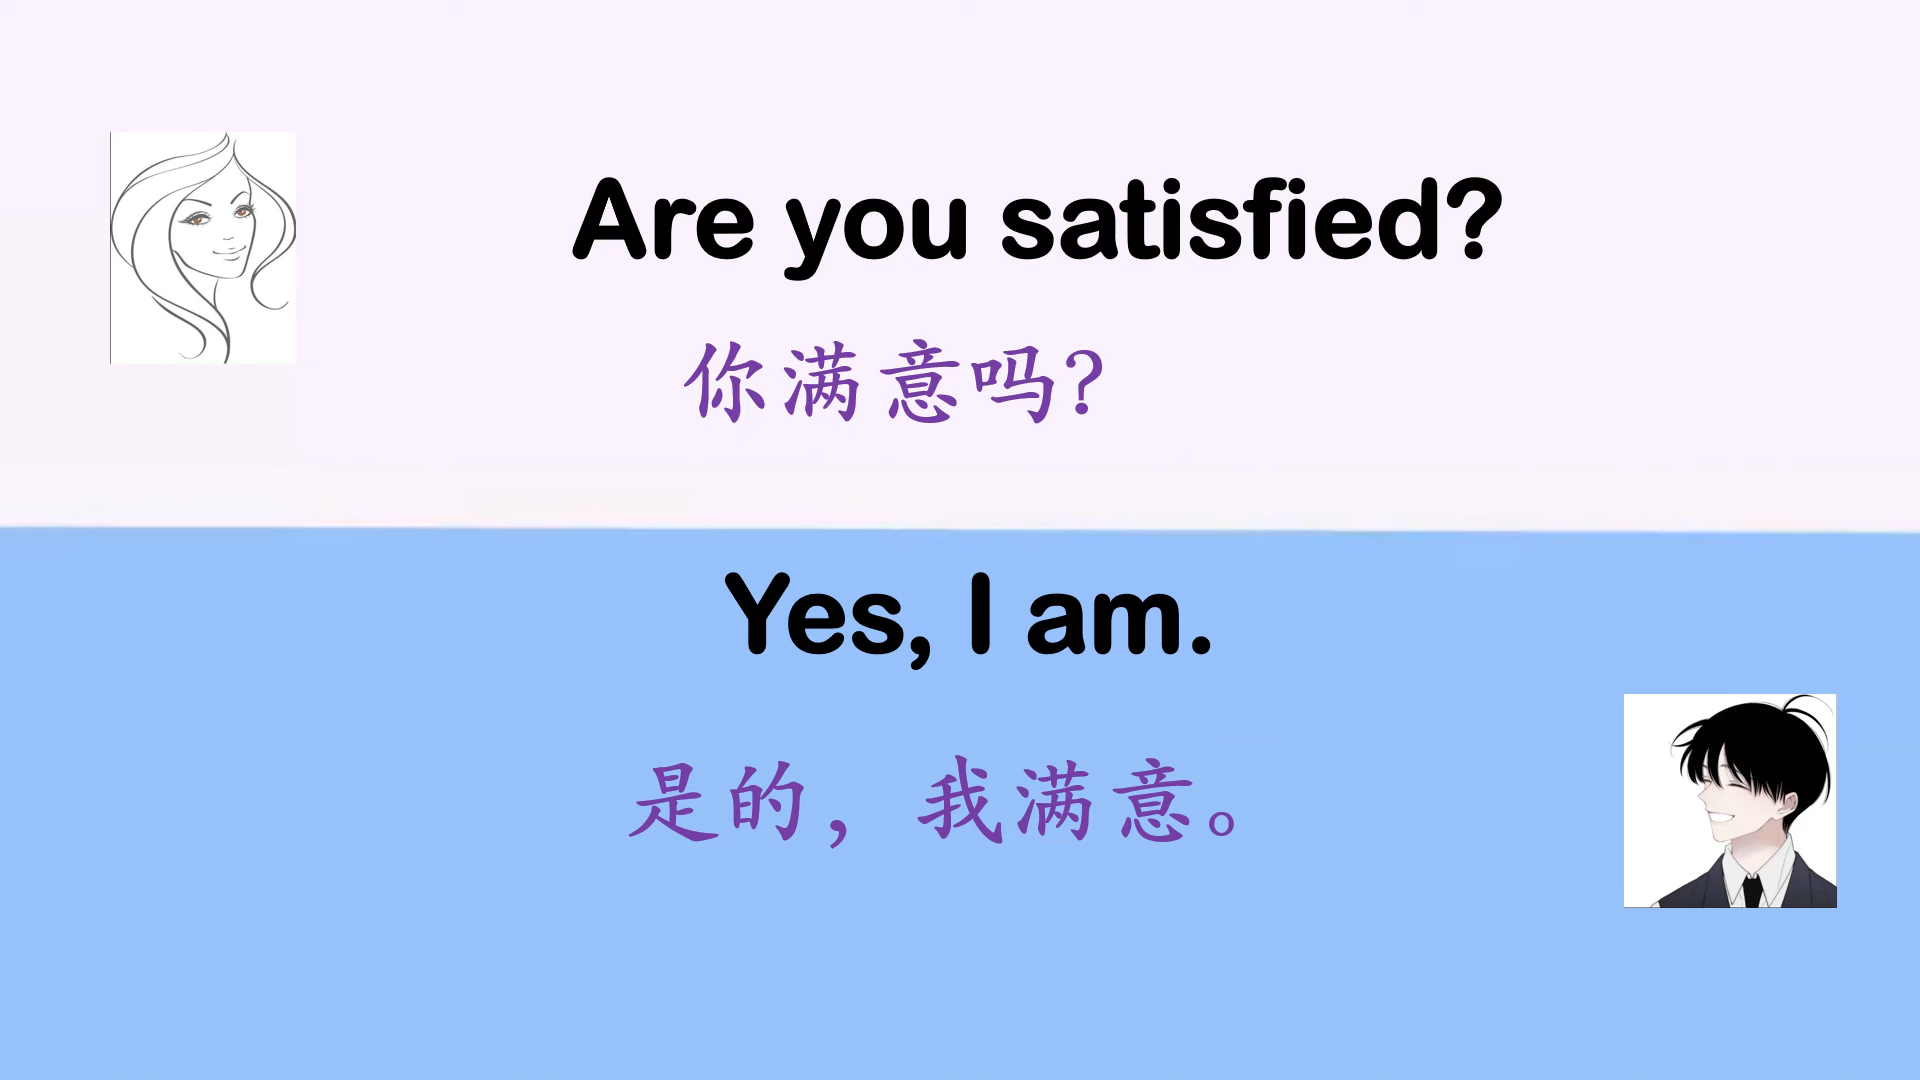 Are you satisfied?
你满意吗？
Yes, I am.
是的，我满意。